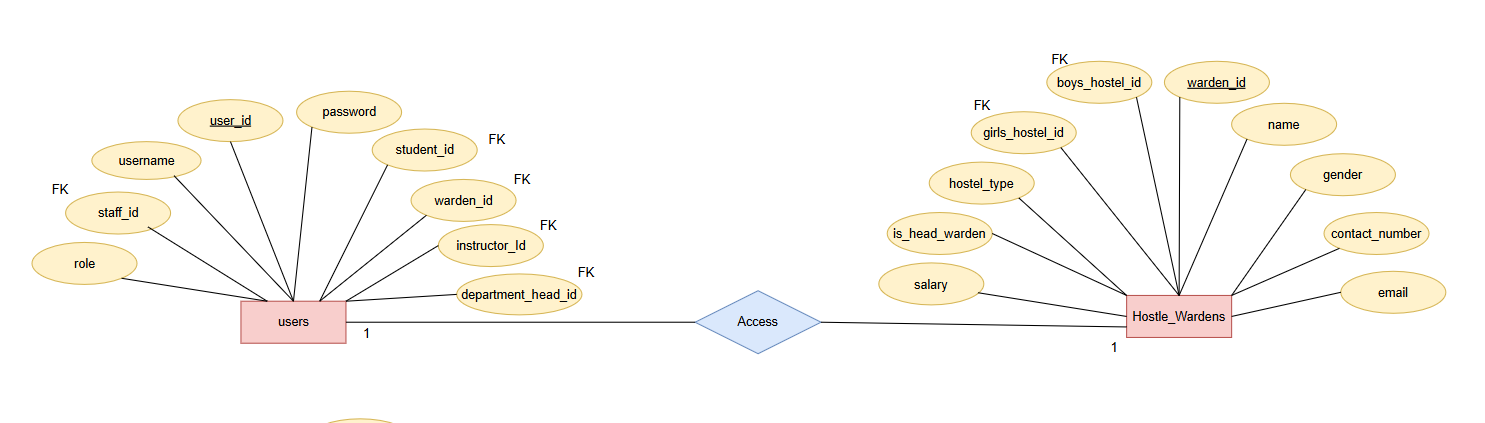 FK
boys_hostel_id
warden_id
FK
girls_hostel_id
name
hostel_type
gender
is_head_warden
contact_number
salary
email
Hostle_Wardens
1
password
user_id
student_id
FK
username
warden_id
FK
FK
staff_id
instructor_Id
FK
role
department_head_id
FK
users
1
Access